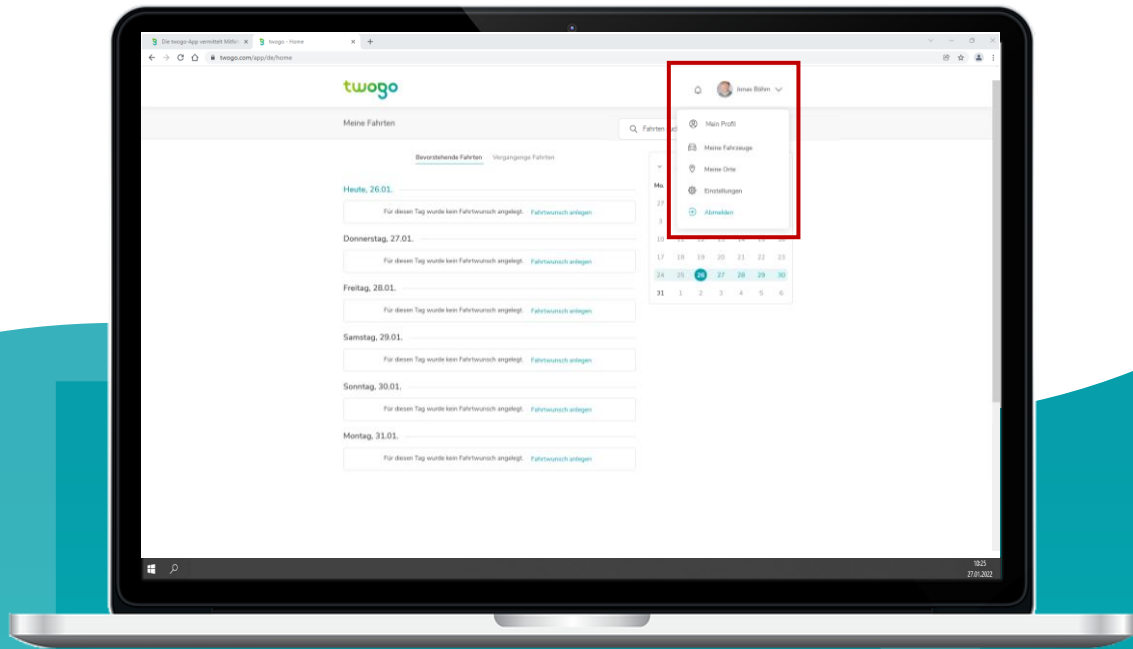 Die twogo App vermittelt Mitfa
twogo - Home
twogo.com/app/de/home
twogo
Jonas Böhm
Meine Fahrten
Fahrten
Mein Profil
Meine Fahrzeuge
Meine Orte
Einstellungen
Abmelden
Bevorstehende Fahrten Vergangene Fahrten
Mo.
27
3
10
17 18 19 20 21 22 23
24 25 26 27 28 29 30
31 1 2 3 4 5 6
Heute, 26.01.
Für diesen Tag wurde kein Fahrtwunsch angelegt. Fahrtwunsch anlegen
Donnerstag, 27.01.
Für diesen Tag wurde kein Fahrtwunsch angelegt. Fahrtwunsch anlegen
Freitag, 28.01.
Für diesen Tag wurde kein Fahrtwunsch angelegt. Fahrtwunsch anlegen
Samstag, 29.01.
Für diesen Tag wurde kein Fahrtwunsch angelegt. Fahrtwunsch anlegen
Sonntag, 30.01.
Für diesen Tag wurde kein Fahrtwunsch angelegt. Fahrtwunsch anlegen
Montag, 31.01.
Für diesen Tag wurde kein Fahrtwunsch angelegt. Fahrtwunsch anlegen
10:25
27.01.2022